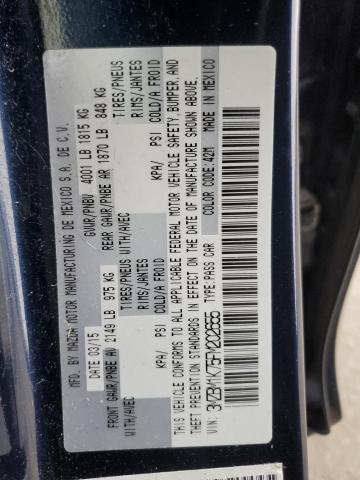 MFD. BY MAZDA MOTOR MANUFACTURING DE MEXICO S.A. DE C.V.
DATE: 03/15 GVWR/PNBV 4001 LB 1815 KG
FRONT GAWR/PNBE AV 2149 LB 975 KG REAR GAWR/PNBE AR 1870 LB 848 KG
WITH/AVEC TIRES/PNEUS WITH/AVEC TIRES/PNEUS
RIMS/JANTES RIMS/JANTES
KPA/ PSI COLD/A FROID KPA/ PSI COLD/A FROID
THIS VEHICLE CONFORMS TO ALL APPLICABLE FEDERAL MOTOR VEHICLE SAFETY, BUMPER, AND
THEFT PREVENTION STANDARDS IN EFFECT ON THE DATE OF MANUFACTURE SHOWN ABOVE.
VIN: 3MZBM1K75FM202655 TYPE:PASS CAR COLOR CODE:42M MADE IN MEXICO